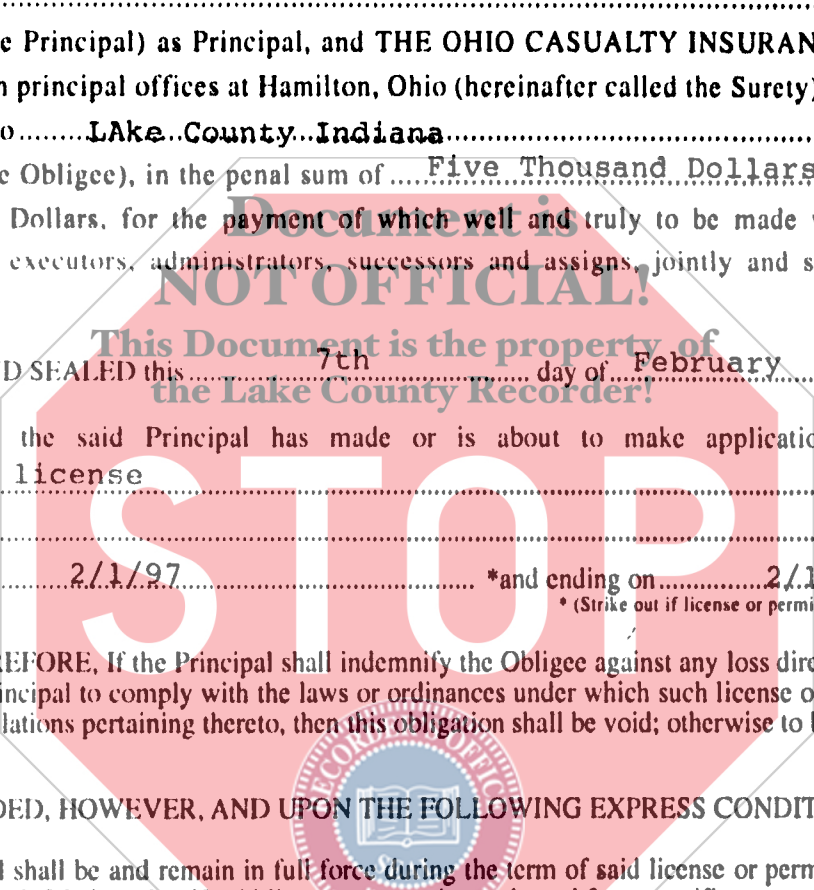 e Principal) as Principal, and THE OHIO CASUALTY INSURAN
n principal offices at Hamilton, Ohio (hereinafter called the Surety)
o........LAke County Indiana
e Obligee), in the penal sum of ....Five Thousand Dollars
Dollars, for the payment of which well and truly to be made
Document is
executors, administrators, successors and assigns, jointly and s
NOT OFFICIAL!
This Document is the property of
D SEALED this 7th day of February
the Lake County Recorder!
the said Principal has made or is about to make applicatio
license
STOP
2/1/97 *and ending on 2/1
* (Strike out if license or permi
REFORE, If the Principal shall indemnify the Obligee against any loss dire
incipal to comply with the laws or ordinances under which such license o
lations pertaining thereto, then this obligation shall be void; otherwise to
RECORDER'S OFFICE
DED, HOWEVER, AND UPON THE FOLLOWING EXPRESS CONDIT
l shall be and remain in full force during the term of said license or perm